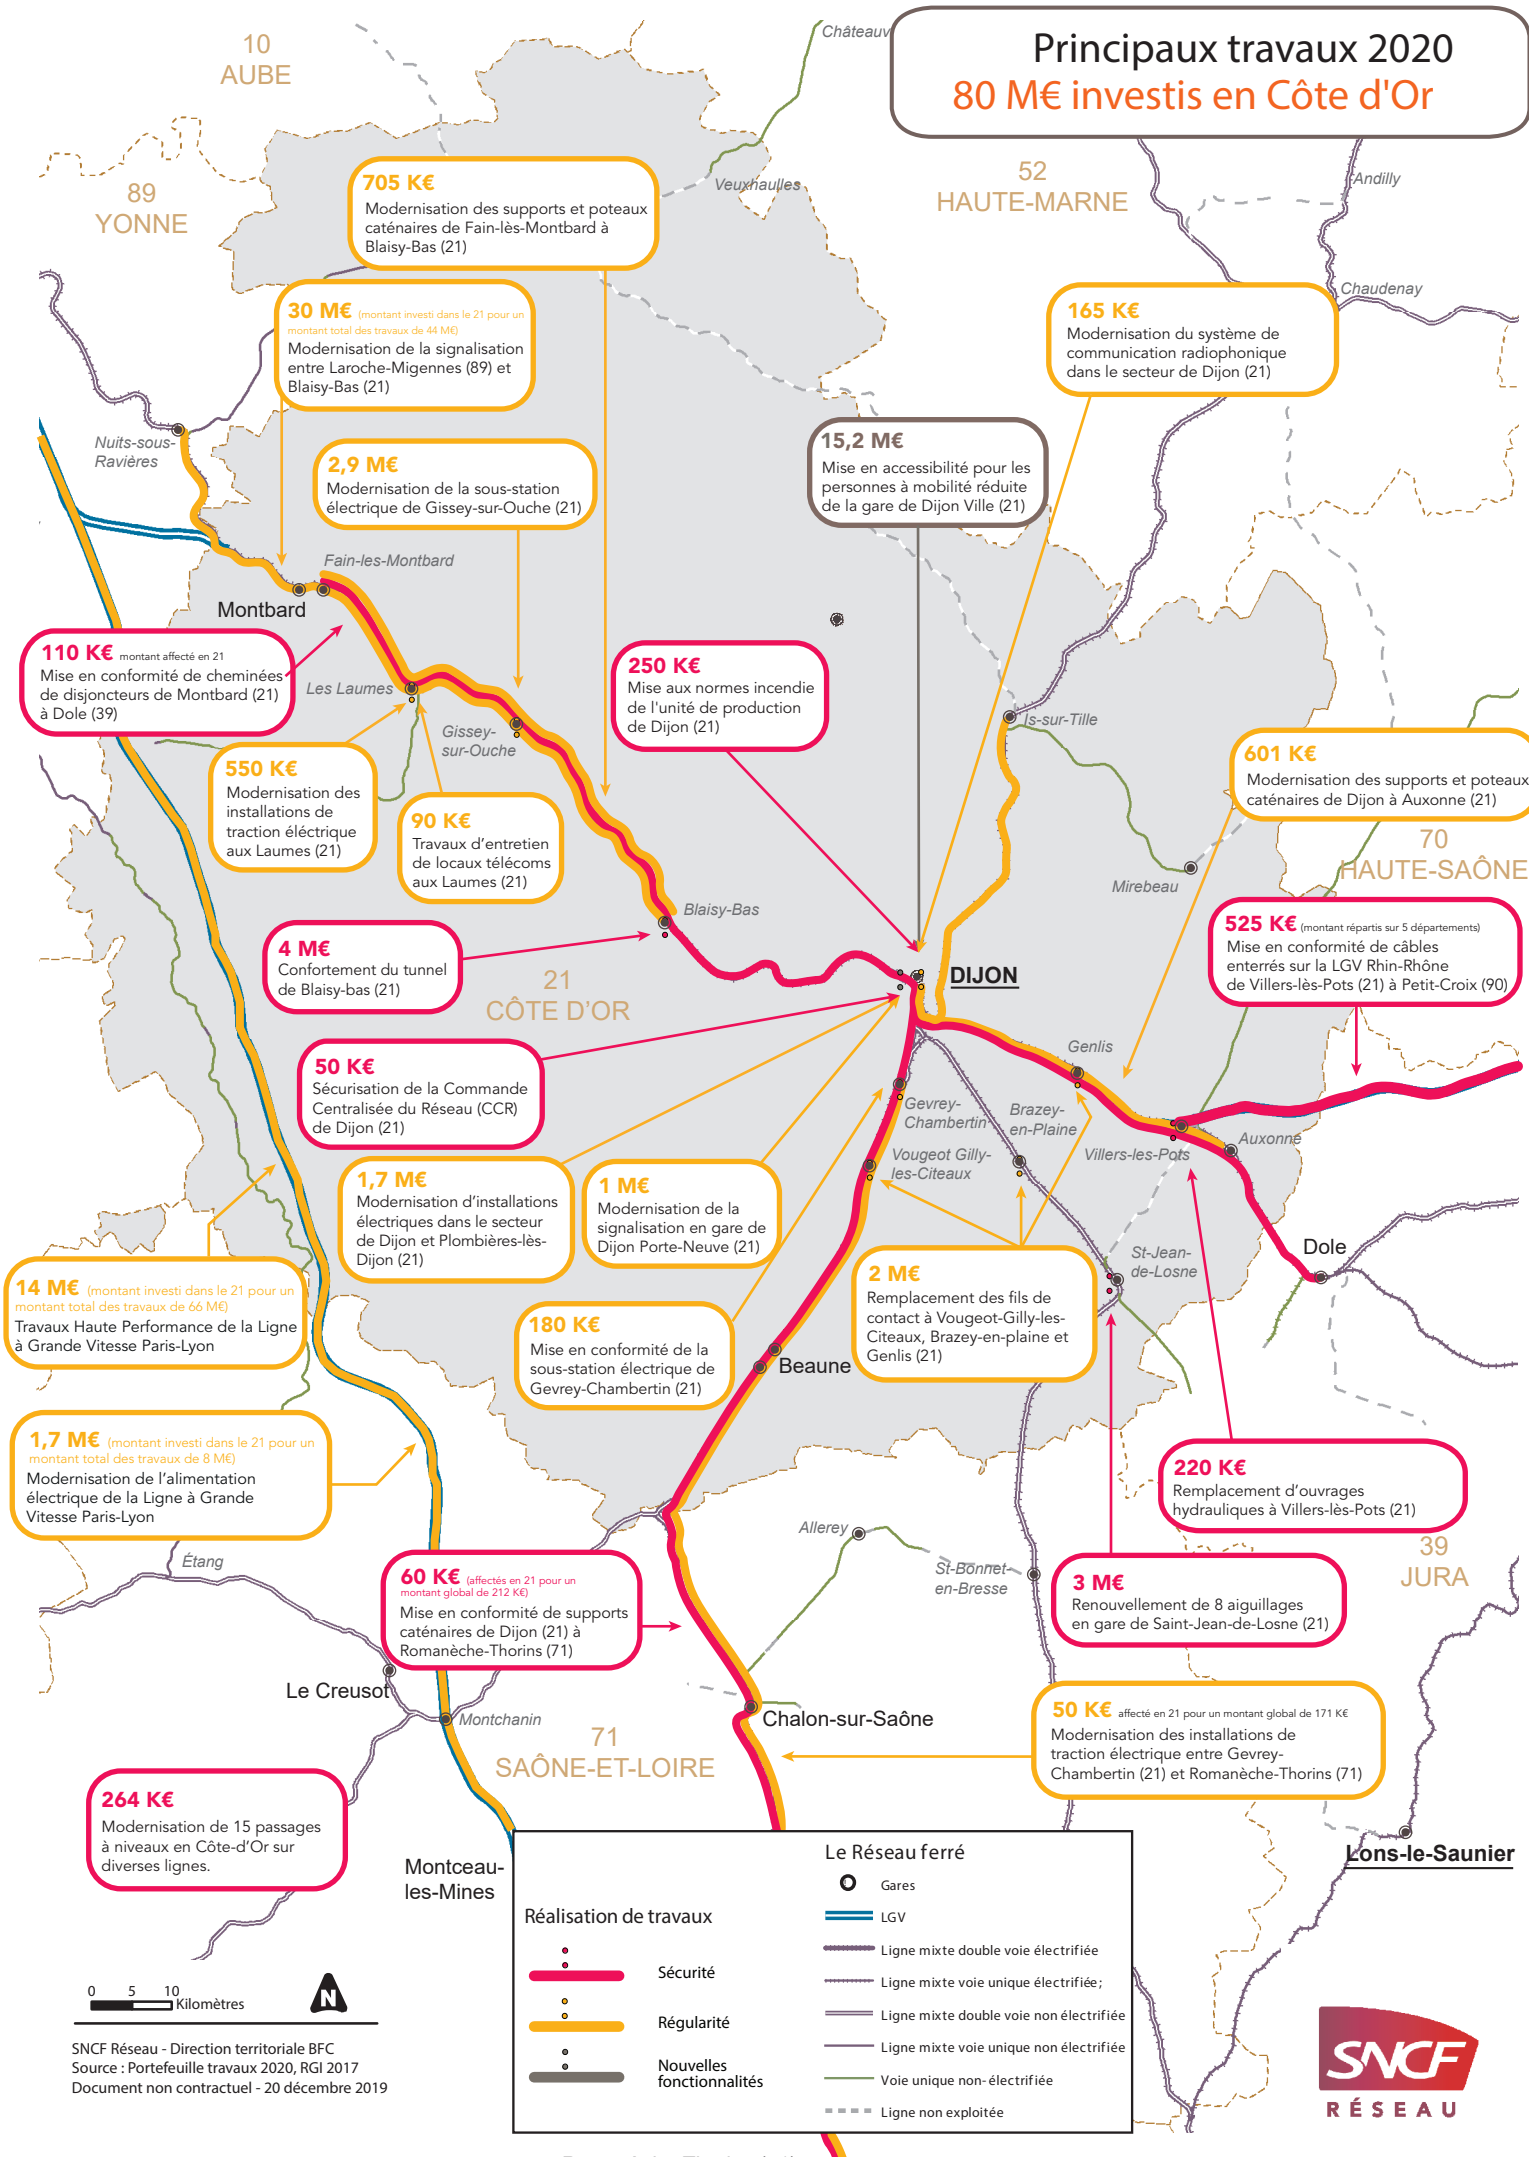 Principaux travaux 2020
80 M€ investis en Côte d'Or
10
AUBE
Châteauv
89
YONNE
52
HAUTE-MARNE
Andilly
Veuxhaulles
Chaudenay
705 K€
Modernisation des supports et poteaux
caténaires de Fain-lès-Montbard à
Blaisy-Bas (21)
30 M€ (montant investi dans le 21 pour un
montant total des travaux de 44 M€)
Modernisation de la signalisation
entre Laroche-Migennes (89) et
Blaisy-Bas (21)
165 K€
Modernisation du système de
communication radiophonique
dans le secteur de Dijon (21)
Nuits-sous-
Ravières
2,9 M€
Modernisation de la sous-station
électrique de Gissey-sur-Ouche (21)
15,2 M€
Mise en accessibilité pour les
personnes à mobilité réduite
de la gare de Dijon Ville (21)
Fain-les-Montbard
Montbard
110 K€ montant affecté en 21
Mise en conformité de cheminées
de disjoncteurs de Montbard (21)
à Dole (39)
Les Laumes
Gissey-
sur-Ouche
250 K€
Mise aux normes incendie
de l'unité de production
de Dijon (21)
Is-sur-Tille
601 K€
Modernisation des supports et poteaux
caténaires de Dijon à Auxonne (21)
550 K€
Modernisation des
installations de
traction éléctrique
aux Laumes (21)
90 K€
Travaux d'entretien
de locaux télécoms
aux Laumes (21)
70
HAUTE-SAÔNE
Mirebeau
Blaisy-Bas
4 M€
Confortement du tunnel
de Blaisy-bas (21)
21
CÔTE D'OR
DIJON
525 K€ (montant répartis sur 5 départements)
Mise en conformité de câbles
enterrés sur la LGV Rhin-Rhône
de Villers-lès-Pots (21) à Petit-Croix (90)
50 K€
Sécurisation de la Commande
Centralisée du Réseau (CCR)
de Dijon (21)
Genlis
Gevrey-
Chambertin
Brazey-
en-Plaine
Vougeot Gilly-
les-Citeaux
Villers-les-Pots
Auxonne
1,7 M€
Modernisation d'installations
électriques dans le secteur
de Dijon et Plombières-lès-
Dijon (21)
1 M€
Modernisation de la
signalisation en gare de
Dijon Porte-Neuve (21)
St-Jean-
de-Losne
Dole
14 M€ (montant investi dans le 21 pour un
montant total des travaux de 66 M€)
Travaux Haute Performance de la Ligne
à Grande Vitesse Paris-Lyon
2 M€
Remplacement des fils de
contact à Vougeot-Gilly-les-
Citeaux, Brazey-en-plaine et
Genlis (21)
180 K€
Mise en conformité de la
sous-station électrique de
Gevrey-Chambertin (21)
Beaune
1,7 M€ (montant investi dans le 21 pour un
montant total des travaux de 8 M€)
Modernisation de l'alimentation
électrique de la Ligne à Grande
Vitesse Paris-Lyon
220 K€
Remplacement d'ouvrages
hydrauliques à Villers-lès-Pots (21)
Étang
Allerey
St-Bonnet-
en-Bresse
39
JURA
60 K€ (affectés en 21 pour un
montant global de 212 K€)
Mise en conformité de supports
caténaires de Dijon (21) à
Romanèche-Thorins (71)
3 M€
Renouvellement de 8 aiguillages
en gare de Saint-Jean-de-Losne (21)
Le Creusot
Montchanin
71
SAÔNE-ET-LOIRE
Chalon-sur-Saône
50 K€ affecté en 21 pour un montant global de 171 K€
Modernisation des installations de
traction électrique entre Gevrey-
Chambertin (21) et Romanèche-Thorins (71)
264 K€
Modernisation de 15 passages
à niveaux en Côte-d'Or sur
diverses lignes.
Montceau-
les-Mines
Lons-le-Saunier
Réalisation de travaux
Sécurité
Régularité
Nouvelles
fonctionnalités
Le Réseau ferré
Gares
LGV
Ligne mixte double voie électrifiée
Ligne mixte voie unique électrifiée;
Ligne mixte double voie non électrifiée
Ligne mixte voie unique non électrifiée
Voie unique non-électrifiée
Ligne non exploitée
0 5 10
Kilomètres
N
SNCF Réseau - Direction territoriale BFC
Source : Portefeuille travaux 2020, RGI 2017
Document non contractuel - 20 décembre 2019
SNCF
RÉSEAU